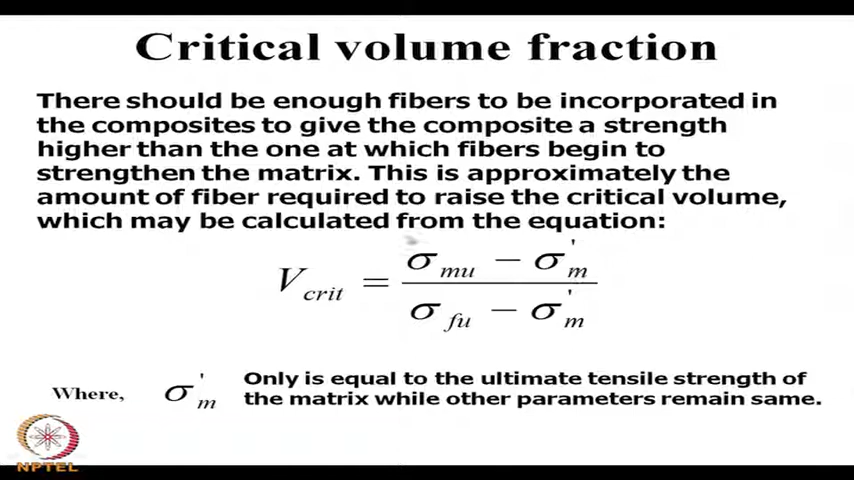 Critical volume fraction
There should be enough fibers to be incorporated in
the composites to give the composite a strength
higher than the one at which fibers begin to
strengthen the matrix. This is approximately the
amount of fiber required to raise the critical volume,
which may be calculated from the equation:
V_crit = (σ_mu − σ'_m) / (σ_fu − σ'_m)
Where, σ'_m Only is equal to the ultimate tensile strength of
the matrix while other parameters remain same.
NPTEL